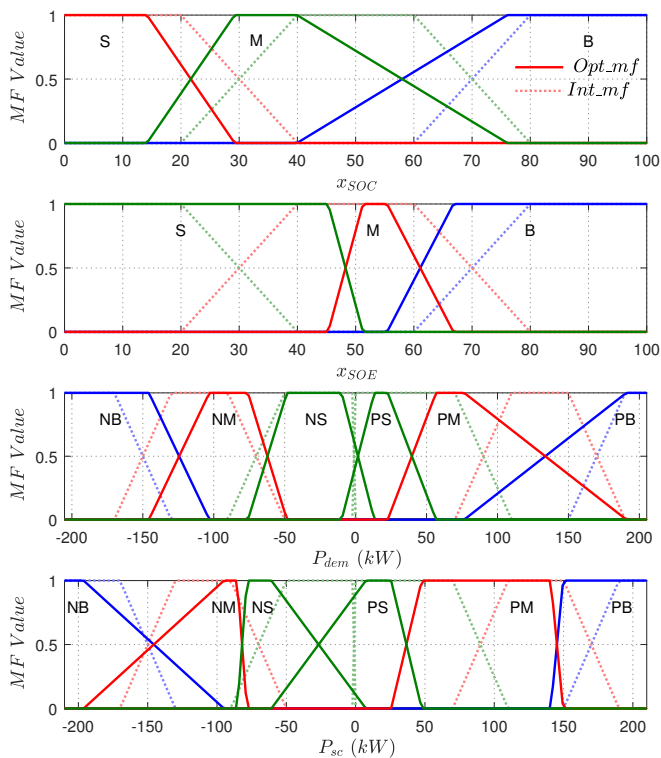 MF Value
1
0.5
0
S
M
B
Opt_mf
Int_mf
0 10 20 30 40 50 60 70 80 90 100
x_SOC
MF Value
1
0.5
0
S
M
B
0 10 20 30 40 50 60 70 80 90 100
x_SOE
MF Value
1
0.5
0
NB NM NS PS PM PB
-200 -150 -100 -50 0 50 100 150 200
P_dem (kW)
MF Value
1
0.5
0
NB NM NS PS PM PB
-200 -150 -100 -50 0 50 100 150 200
P_sc (kW)